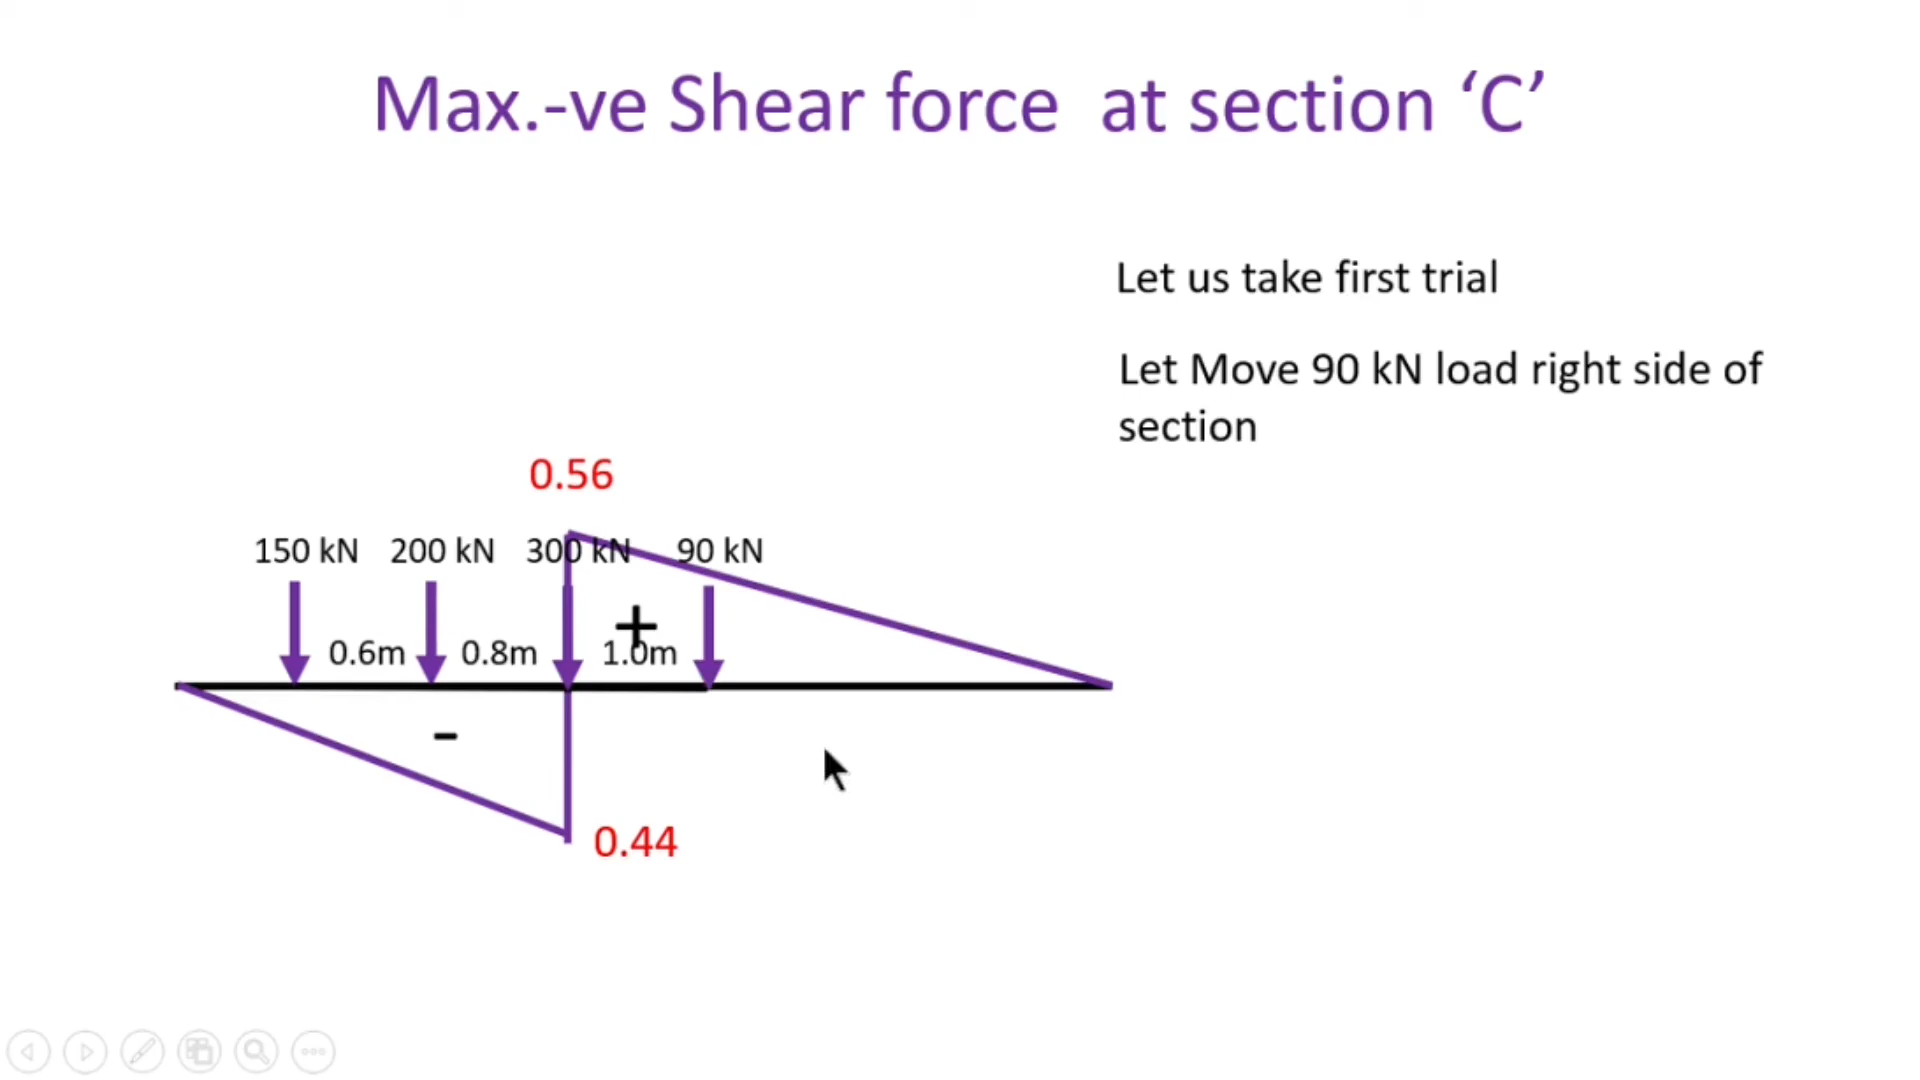 Max.-ve Shear force at section ‘C’
Let us take first trial
Let Move 90 kN load right side of
section
0.56
150 kN 200 kN 300 kN 90 kN
+
0.6m 0.8m 1.0m
-
0.44